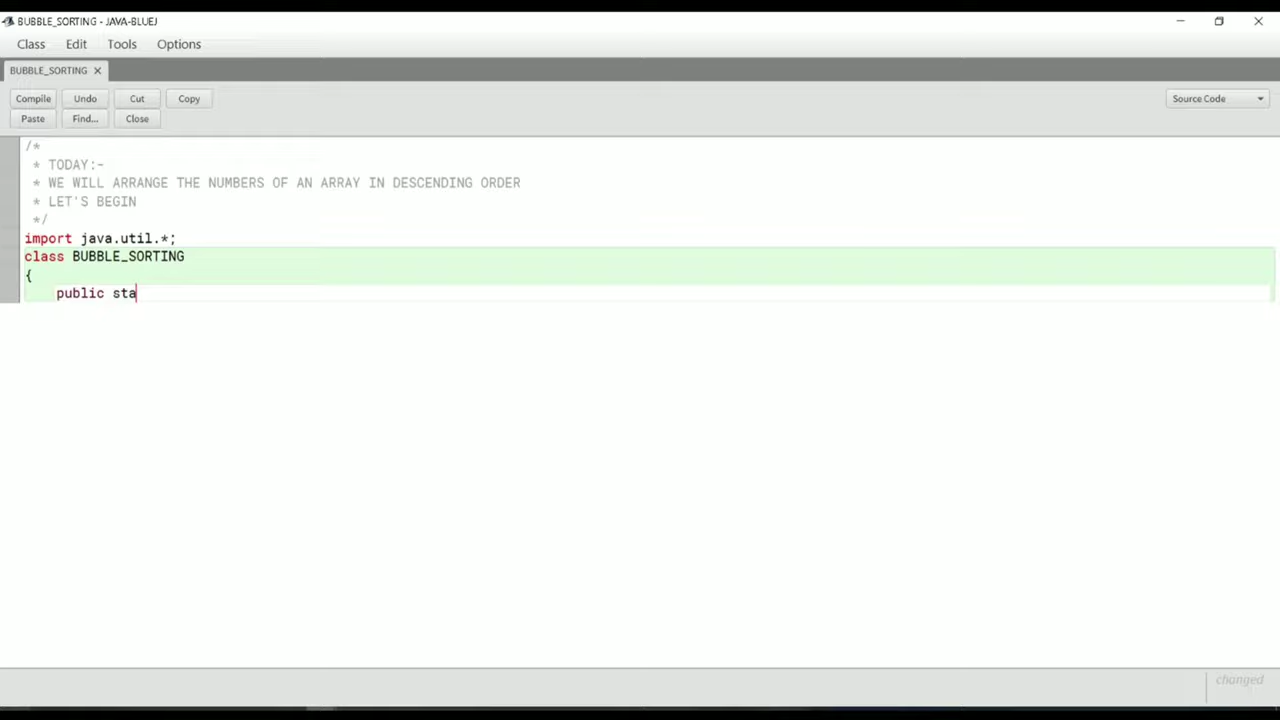 BUBBLE_SORTING - JAVA-BLUEJ
Class Edit Tools Options
BUBBLE_SORTING ×
Compile Undo Cut Copy Source Code
Paste Find... Close
/*
* TODAY:-
* WE WILL ARRANGE THE NUMBERS OF AN ARRAY IN DESCENDING ORDER
* LET'S BEGIN
*/
import java.util.*;
class BUBBLE_SORTING
{
public sta
changed